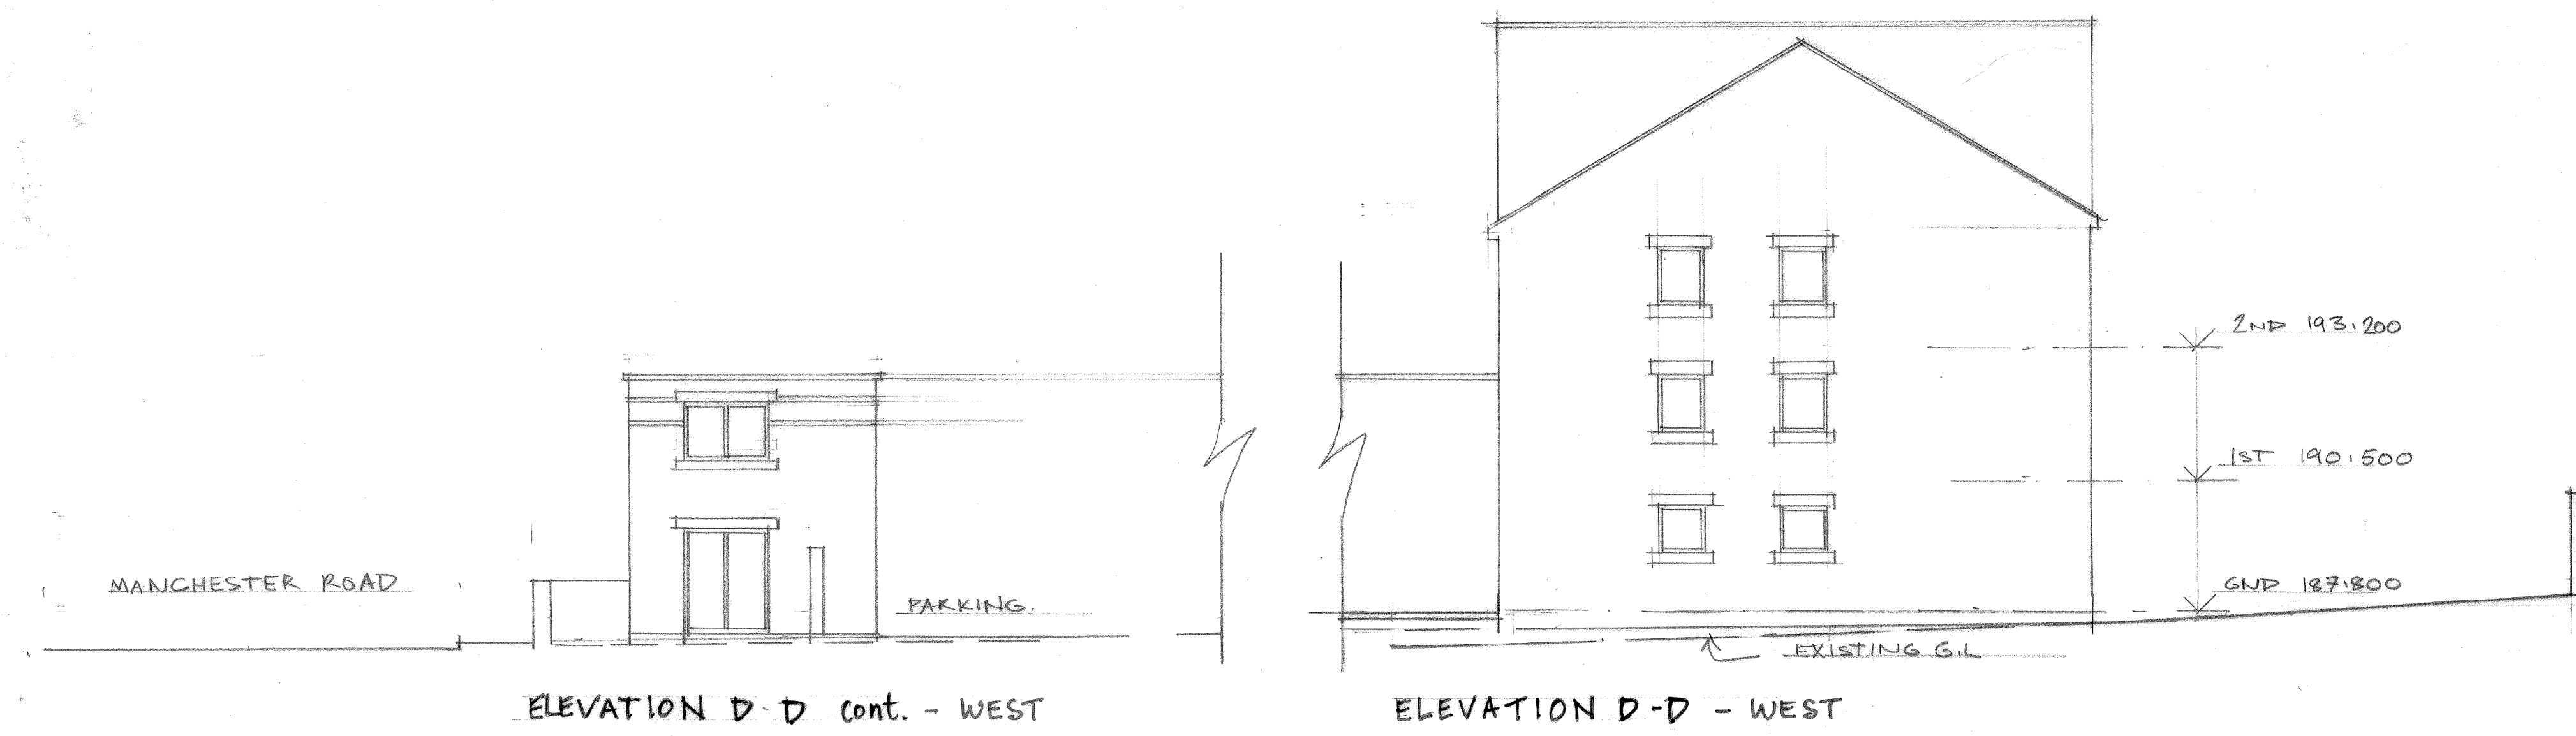 2ND 193.200
1ST 190.500
MANCHESTER ROAD
PARKING.
GND 187.800
EXISTING G.L
ELEVATION D-D cont. - WEST
ELEVATION D-D - WEST